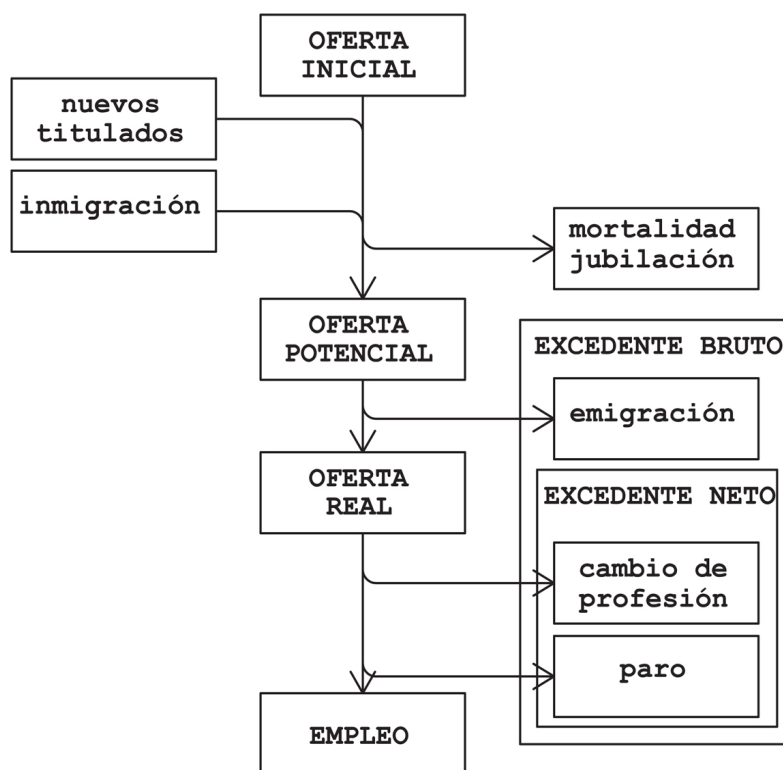 OFERTA
INICIAL
nuevos
titulados
inmigración
mortalidad
jubilación
OFERTA
POTENCIAL
EXCEDENTE BRUTO
emigración
OFERTA
REAL
EXCEDENTE NETO
cambio de
profesión
paro
EMPLEO